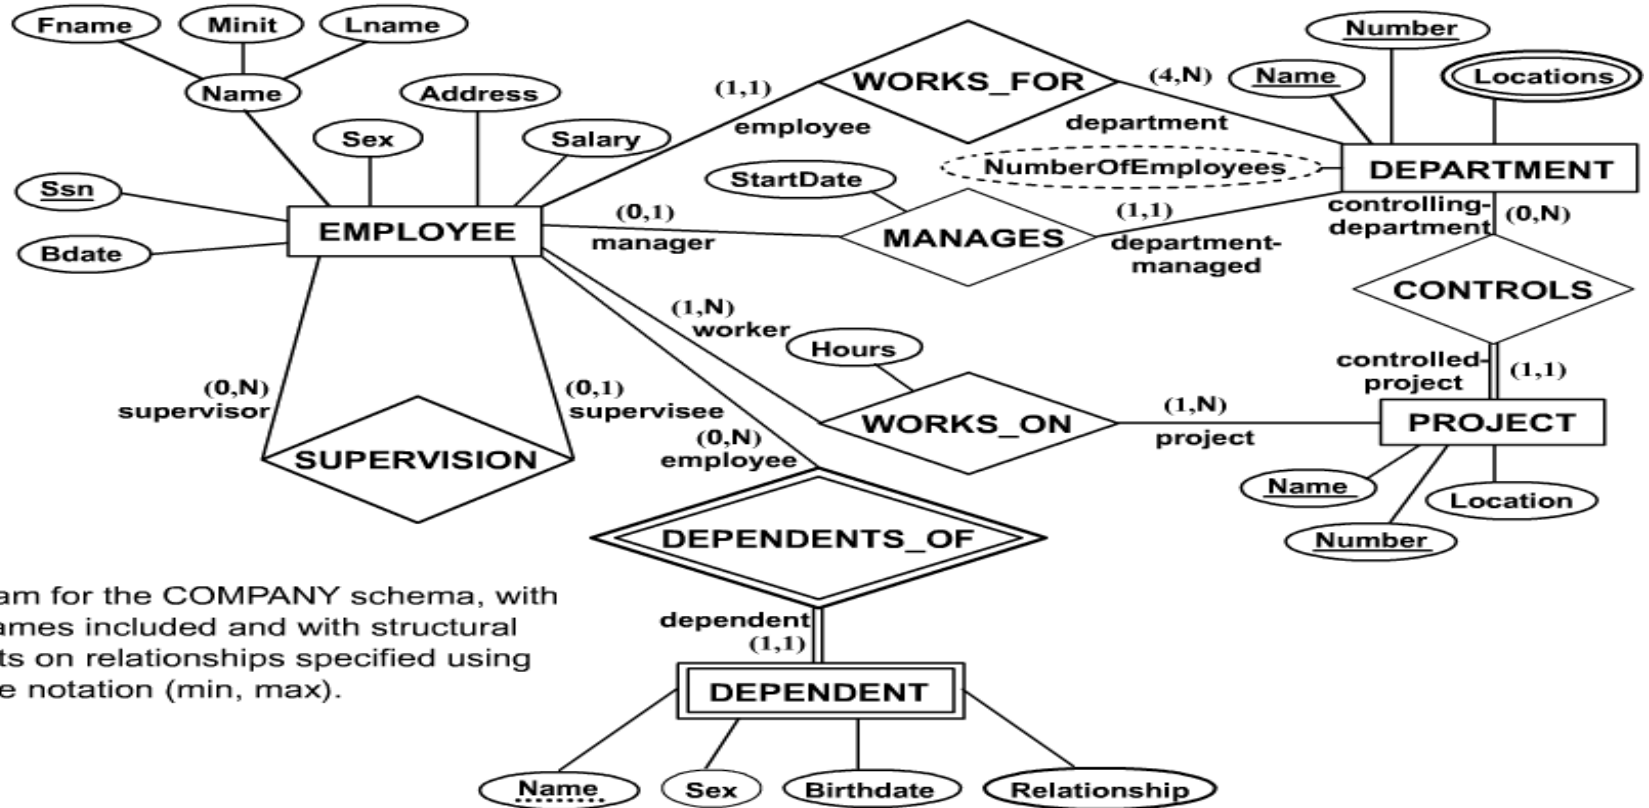 Fname
Minit
Lname
Name
Address
Sex
Salary
Ssn
Bdate
EMPLOYEE
(1,1)
employee
WORKS_FOR
(4,N)
department
Number
Name
Locations
NumberOfEmployees
DEPARTMENT
StartDate
(0,1)
manager
MANAGES
(1,1)
department-
managed
controlling-
department
(0,N)
CONTROLS
controlled-
project
(1,1)
PROJECT
(1,N)
worker
Hours
WORKS_ON
(1,N)
project
Name
Number
Location
(0,N)
supervisor
(0,1)
supervisee
SUPERVISION
(0,N)
employee
DEPENDENTS_OF
dependent
(1,1)
DEPENDENT
Name
Sex
Birthdate
Relationship
am for the COMPANY schema, with
ames included and with structural
ts on relationships specified using
e notation (min, max).